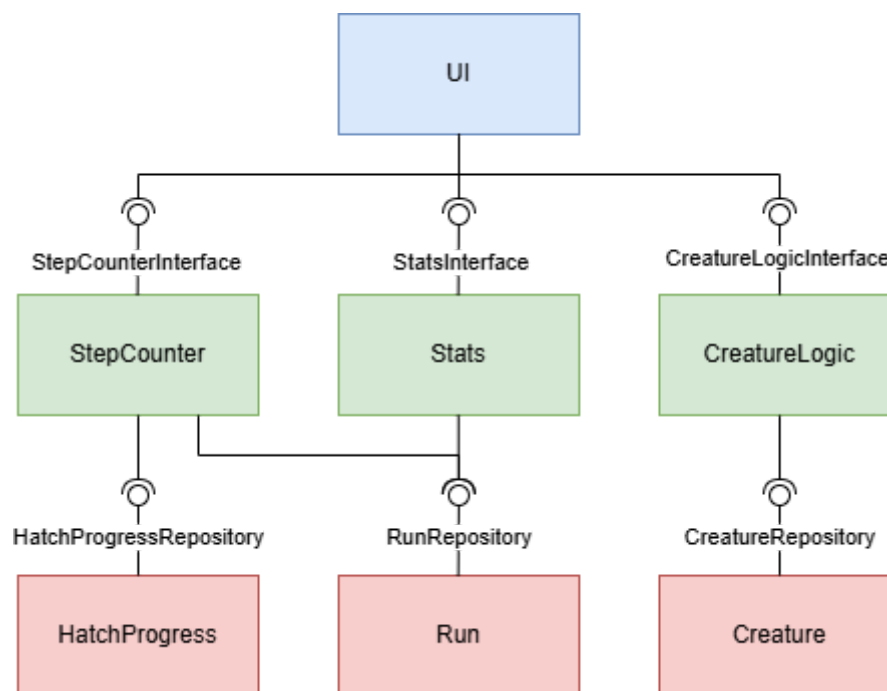 UI
StepCounterInterface
StatsInterface
CreatureLogicInterface
StepCounter
Stats
CreatureLogic
HatchProgressRepository
RunRepository
CreatureRepository
HatchProgress
Run
Creature